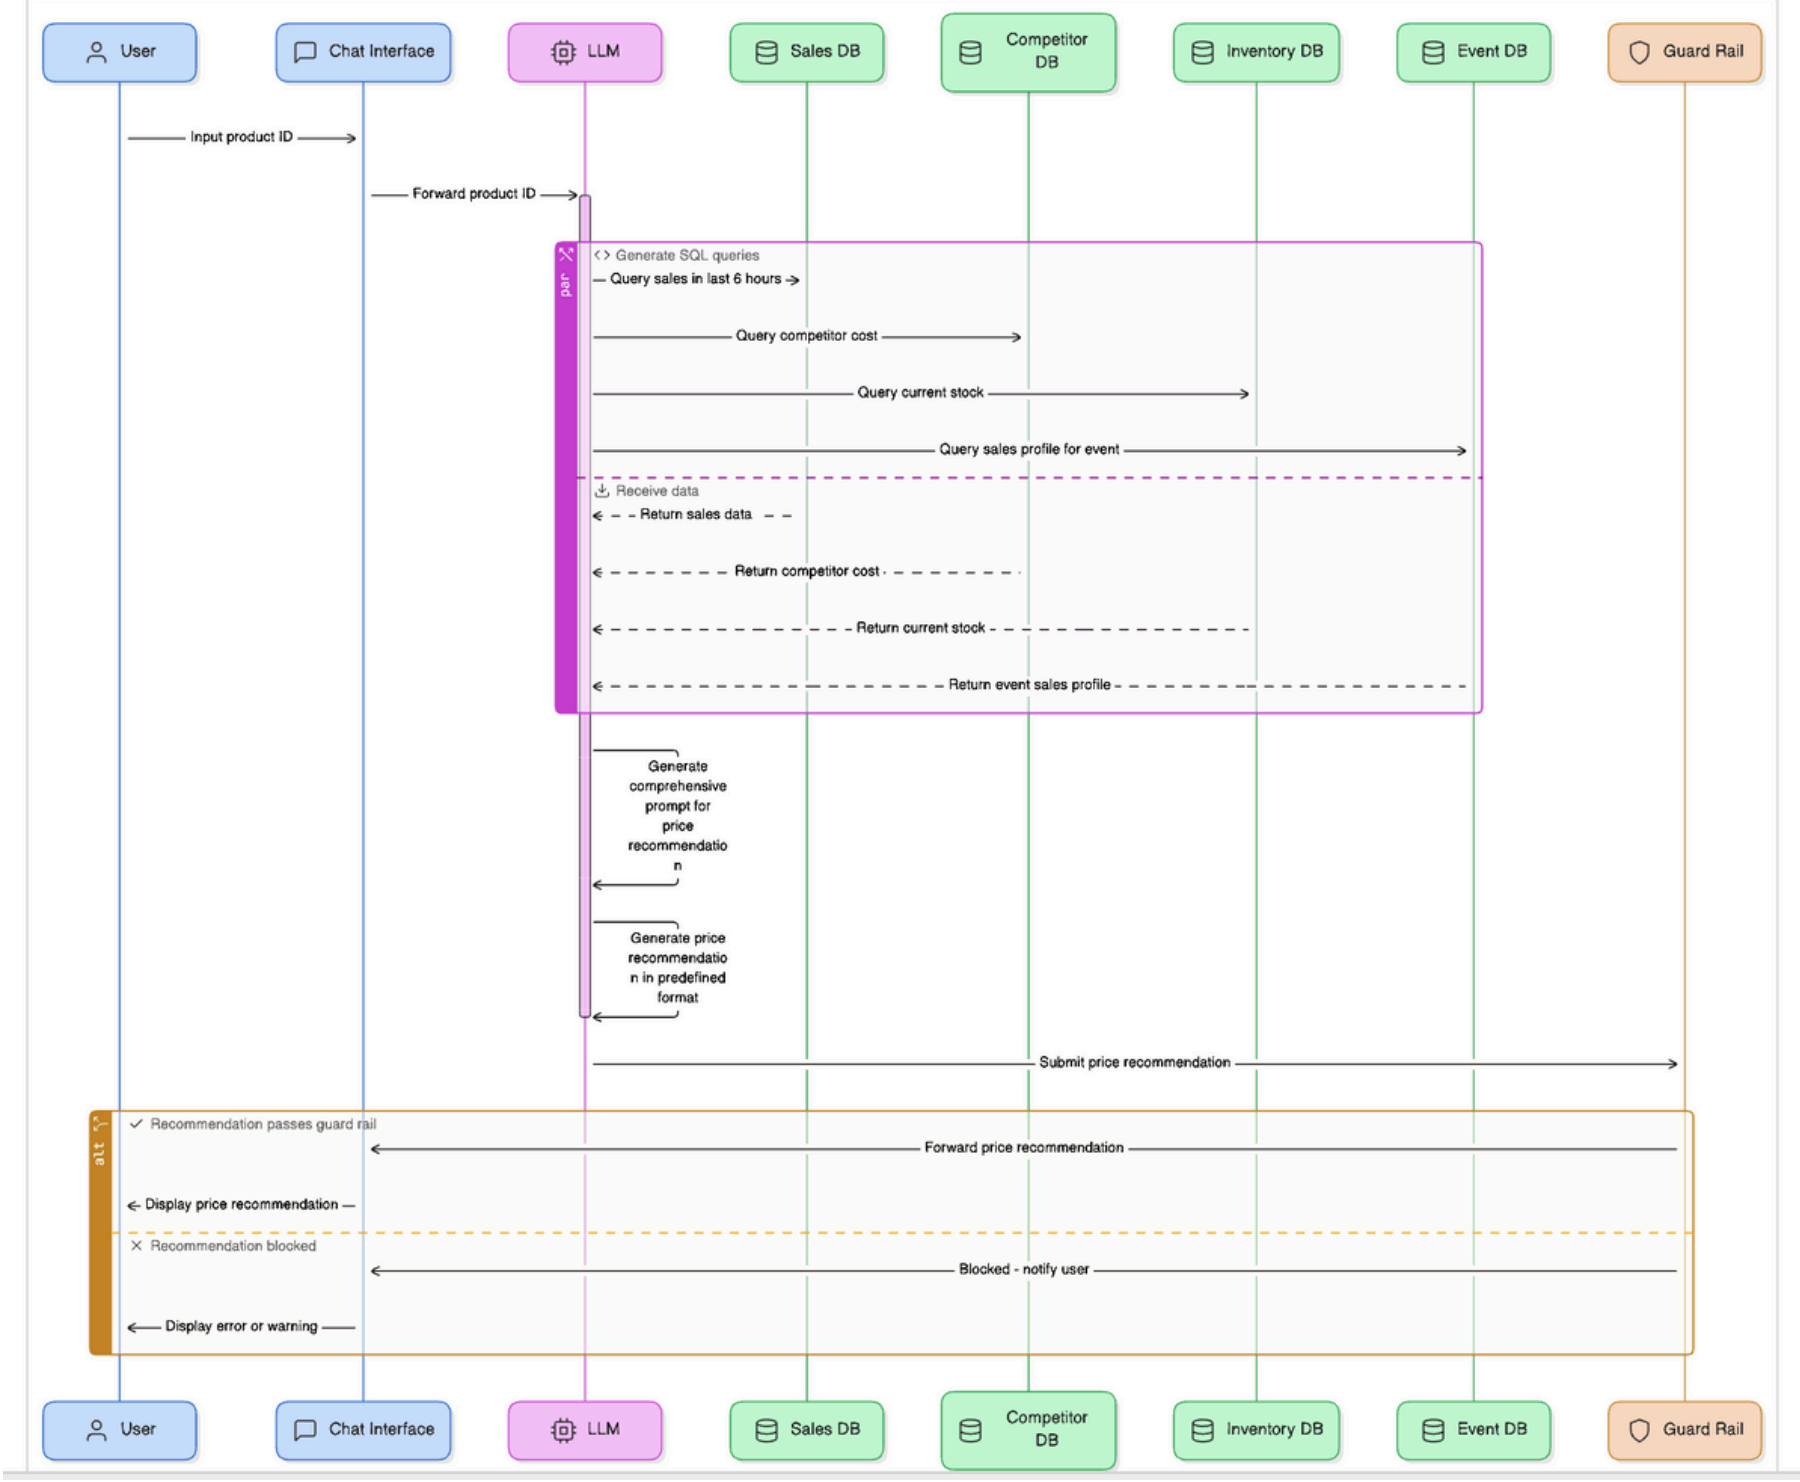 User
Chat Interface
LLM
Sales DB
Competitor
DB
Inventory DB
Event DB
Guard Rail
Input product ID
Forward product ID
par
Generate SQL queries
Query sales in last 6 hours
Query competitor cost
Query current stock
Query sales profile for event
Receive data
Return sales data
Return competitor cost
Return current stock
Return event sales profile
Generate
comprehensive
prompt for
price
recommendatio
n
Generate price
recommendatio
n in predefined
format
Submit price recommendation
alt
Recommendation passes guard rail
Forward price recommendation
Display price recommendation
Recommendation blocked
Blocked - notify user
Display error or warning
User
Chat Interface
LLM
Sales DB
Competitor
DB
Inventory DB
Event DB
Guard Rail